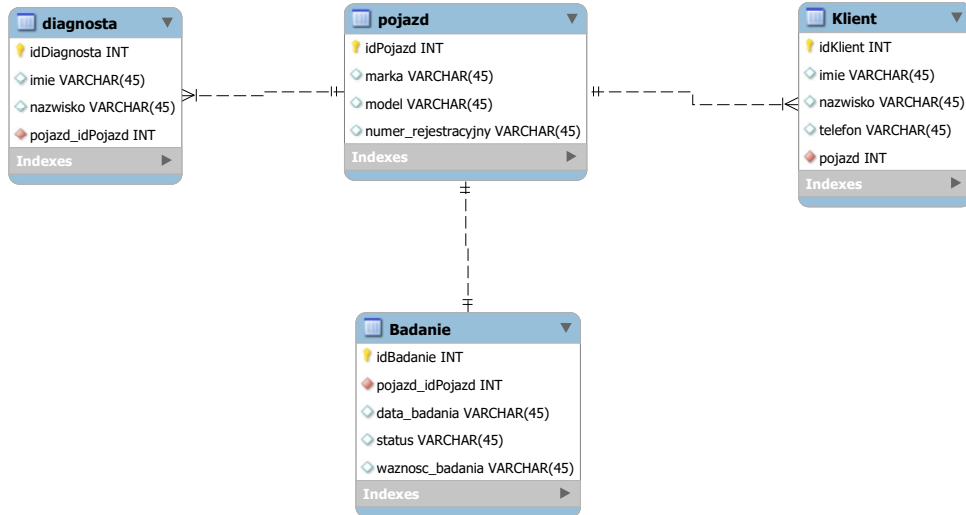 diagnosta
idDiagnosta INT
imie VARCHAR(45)
nazwisko VARCHAR(45)
pojazd_idPojazd INT
Indexes
pojazd
idPojazd INT
marka VARCHAR(45)
model VARCHAR(45)
numer_rejestracyjny VARCHAR(45)
Indexes
Klient
idKlient INT
imie VARCHAR(45)
nazwisko VARCHAR(45)
telefon VARCHAR(45)
pojazd INT
Indexes
Badanie
idBadanie INT
pojazd_idPojazd INT
data_badania VARCHAR(45)
status VARCHAR(45)
waznosc_badania VARCHAR(45)
Indexes